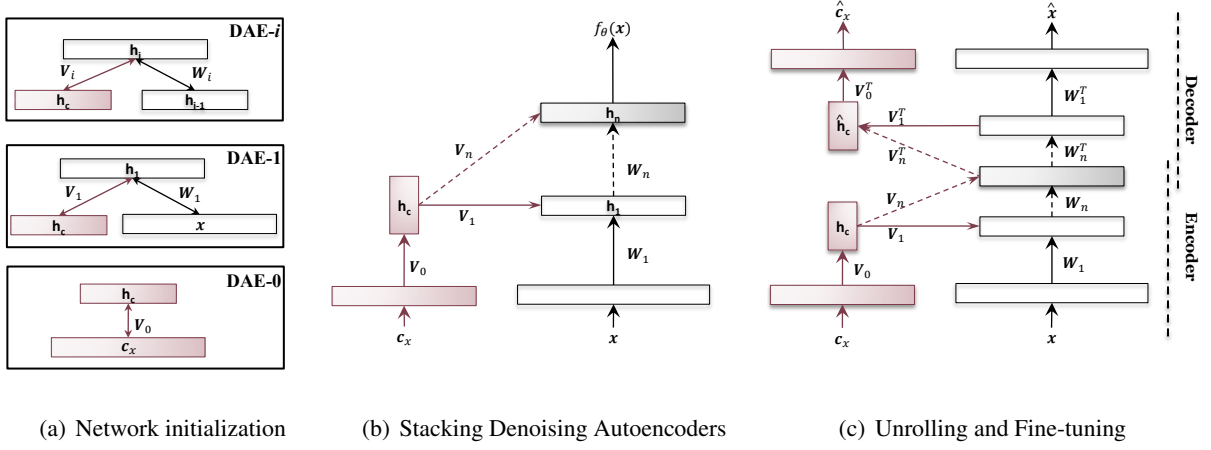 DAE-i
h_i
V_i
W_i
h_c
h_{i-1}
DAE-1
h_1
V_1
W_1
h_c
x
DAE-0
h_c
V_0
c_x
(a) Network initialization
f_θ(x)
h_n
V_n
W_n
h_c
V_1
h_1
V_0
W_1
c_x
x
(b) Stacking Denoising Autoencoders
ĉ_x
x̂
V_0^T
W_1^T
ĥ_c
V_1^T
V_n^T
W_n^T
V_n
W_n
h_c
V_1
V_0
W_1
c_x
x
Decoder
Encoder
(c) Unrolling and Fine-tuning